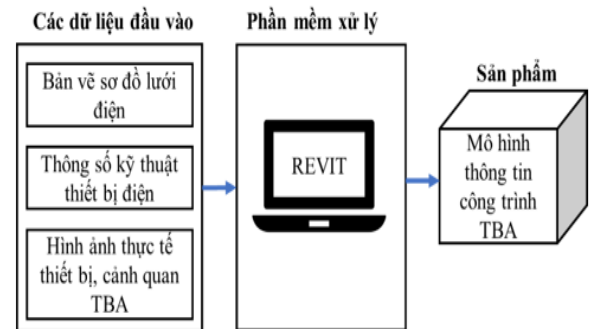 Các dữ liệu đầu vào
Bản vẽ sơ đồ lưới
điện
Thông số kỹ thuật
thiết bị điện
Hình ảnh thực tế
thiết bị, cảnh quan
TBA
Phần mềm xử lý
REVIT
Sản phẩm
Mô hình
thông tin
công trình
TBA